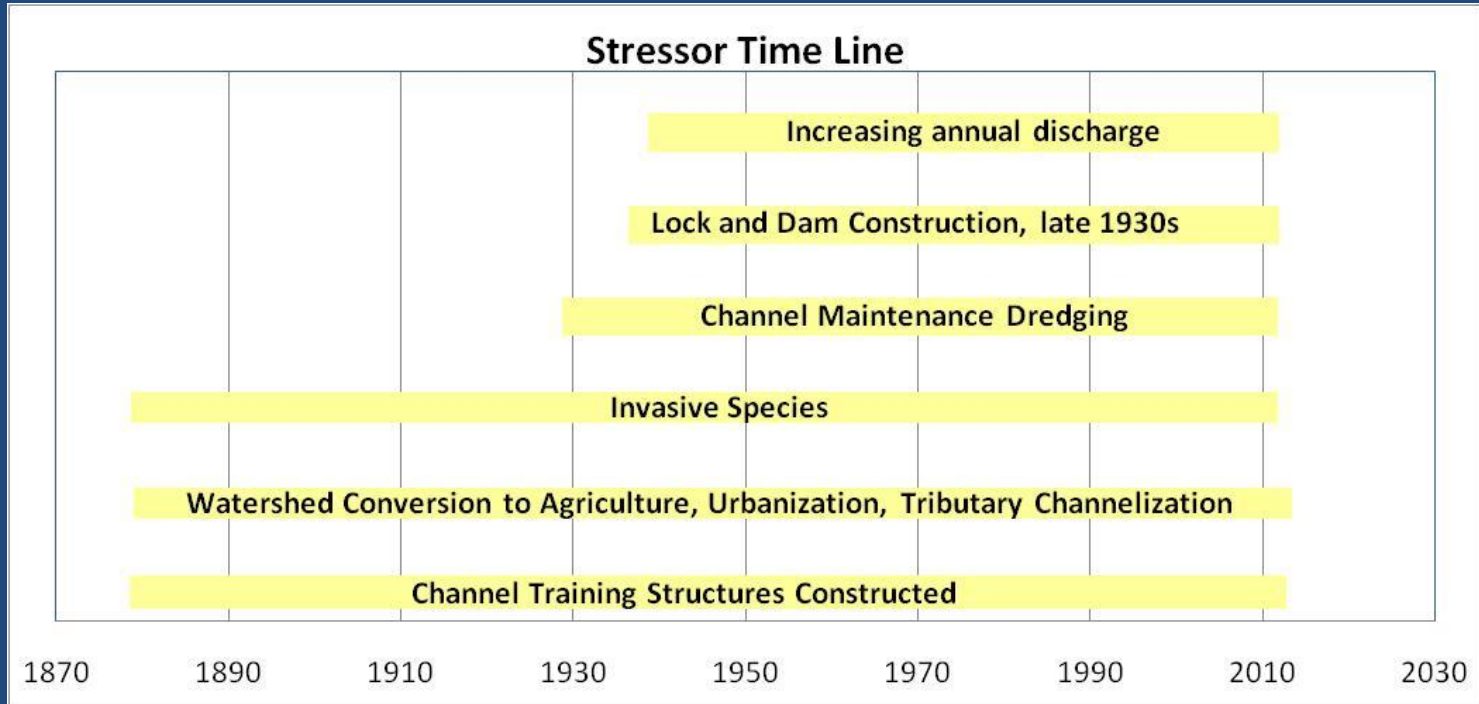 Stressor Time Line
Increasing annual discharge
Lock and Dam Construction, late 1930s
Channel Maintenance Dredging
Invasive Species
Watershed Conversion to Agriculture, Urbanization, Tributary Channelization
Channel Training Structures Constructed
1870 1890 1910 1930 1950 1970 1990 2010 2030